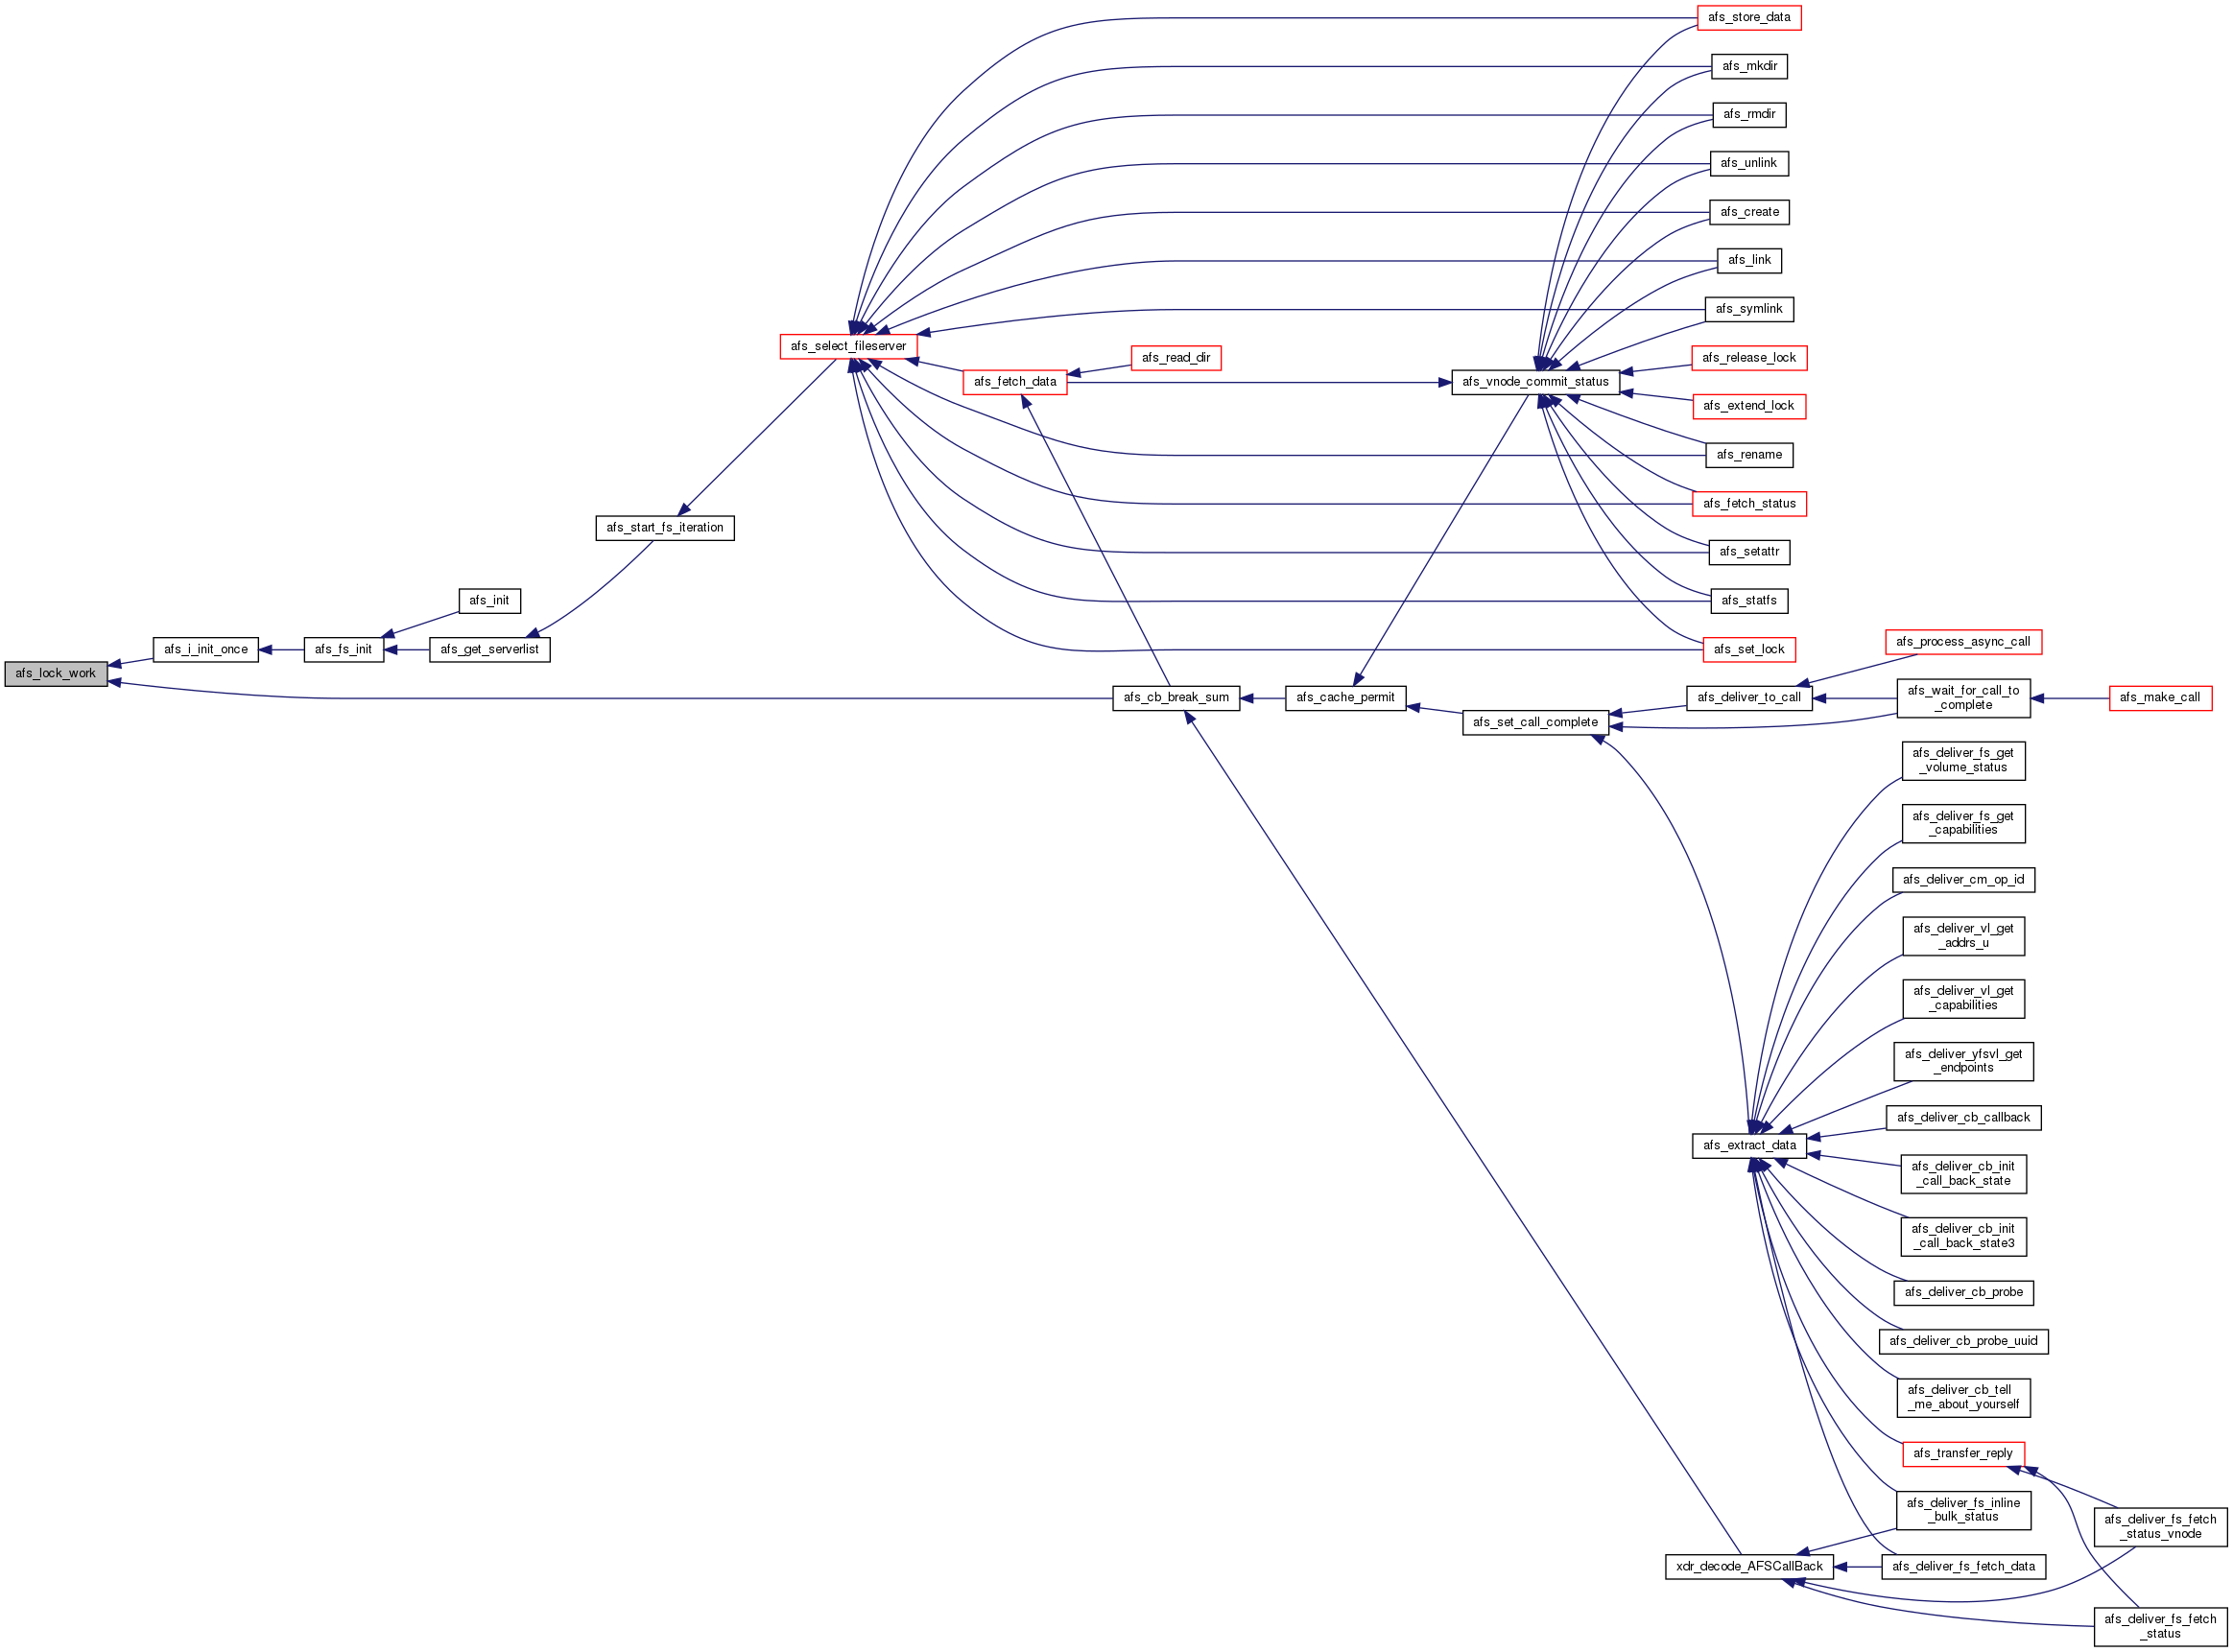 afs_store_data
afs_mkdir
afs_rmdir
afs_unlink
afs_create
afs_link
afs_symlink
afs_select_fileserver
afs_read_dir
afs_release_lock
afs_fetch_data
afs_vnode_commit_status
afs_extend_lock
afs_rename
afs_fetch_status
afs_start_fs_iteration
afs_setattr
afs_init
afs_statfs
afs_i_init_once
afs_fs_init
afs_get_serverlist
afs_set_lock
afs_process_async_call
afs_lock_work
afs_cb_break_sum
afs_cache_permit
afs_deliver_to_call
afs_wait_for_call_to
_complete
afs_make_call
afs_set_call_complete
afs_deliver_fs_get
_volume_status
afs_deliver_fs_get
_capabilities
afs_deliver_cm_op_id
afs_deliver_vl_get
_addrs_u
afs_deliver_vl_get
_capabilities
afs_deliver_yfsvl_get
_endpoints
afs_deliver_cb_callback
afs_extract_data
afs_deliver_cb_init
_call_back_state
afs_deliver_cb_init
_call_back_state3
afs_deliver_cb_probe
afs_deliver_cb_probe_uuid
afs_deliver_cb_tell
_me_about_yourself
afs_transfer_reply
afs_deliver_fs_inline
_bulk_status
afs_deliver_fs_fetch
_status_vnode
xdr_decode_AFSCallBack
afs_deliver_fs_fetch_data
afs_deliver_fs_fetch
_status